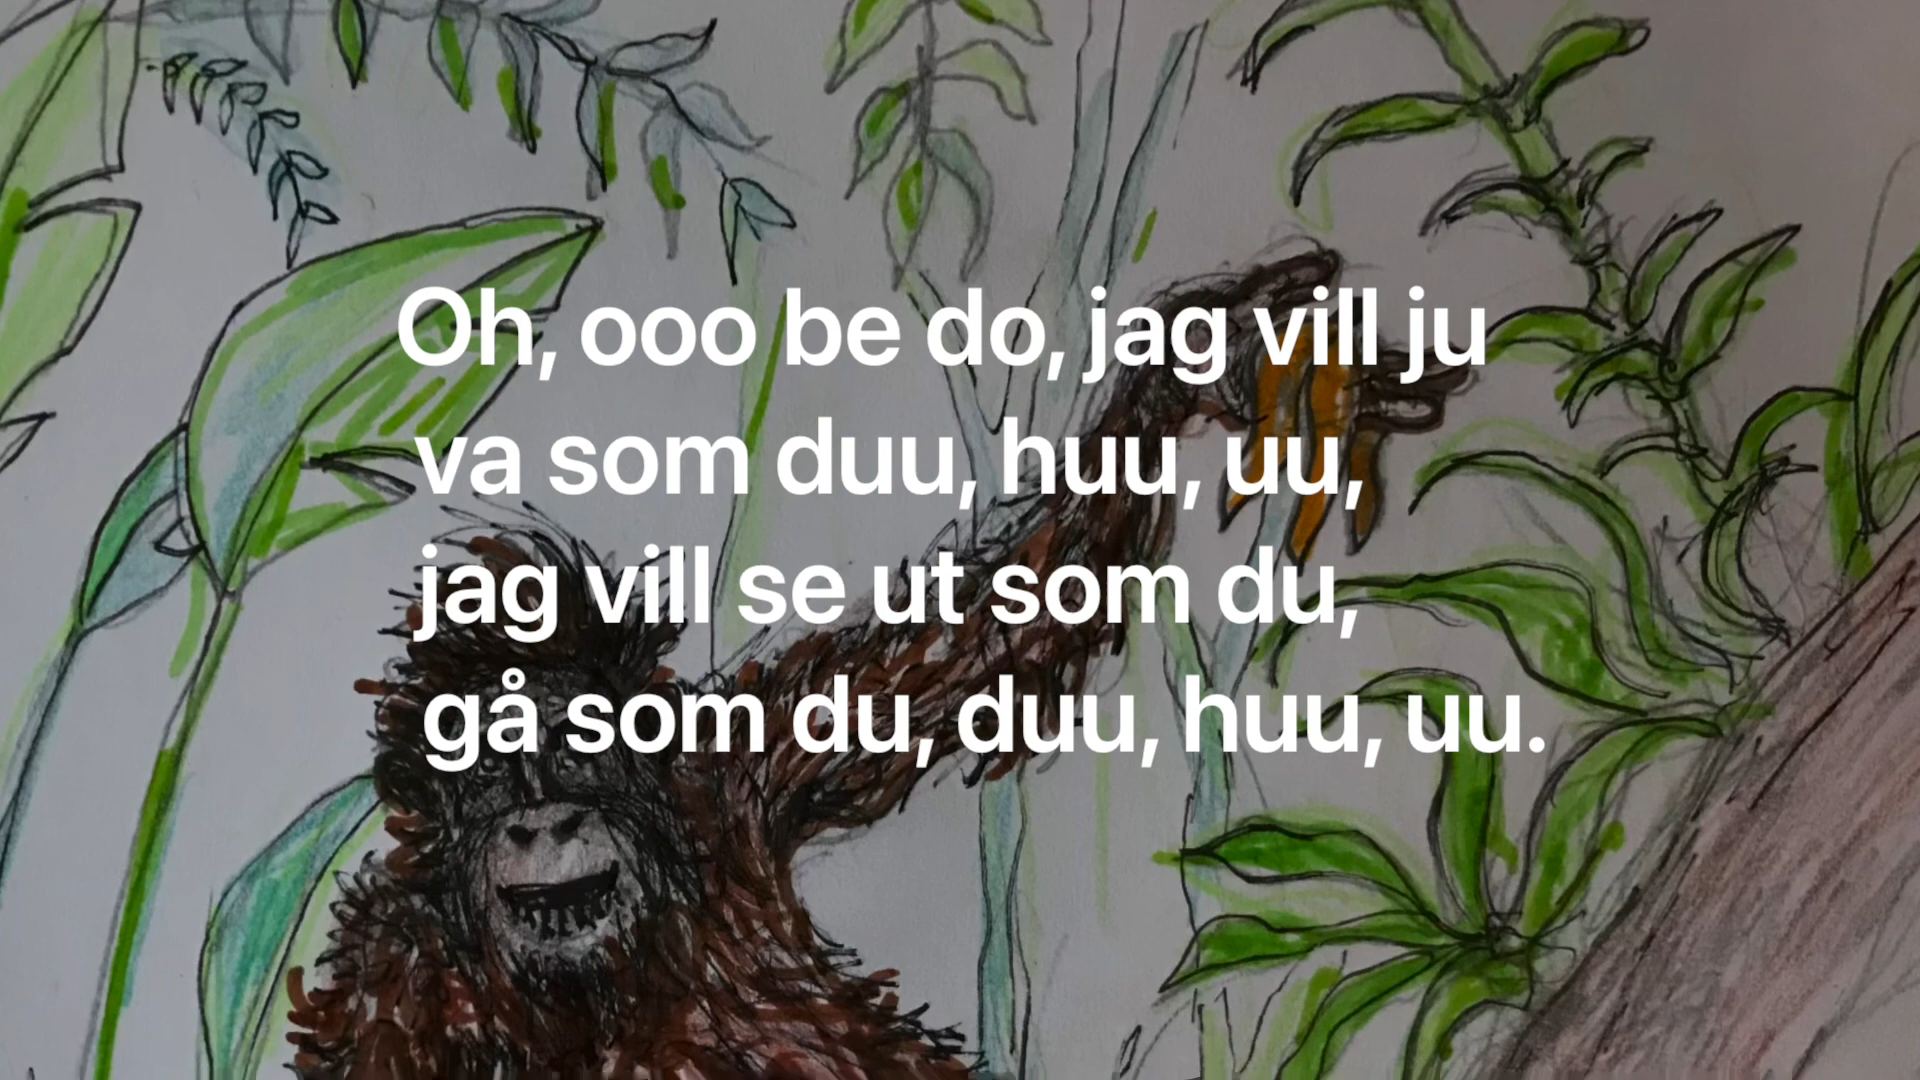 Oh, ooo be do, jag vill ju
va som duu, huu, uu,
jag vill se ut som du,
gå som du, duu, huu, uu.